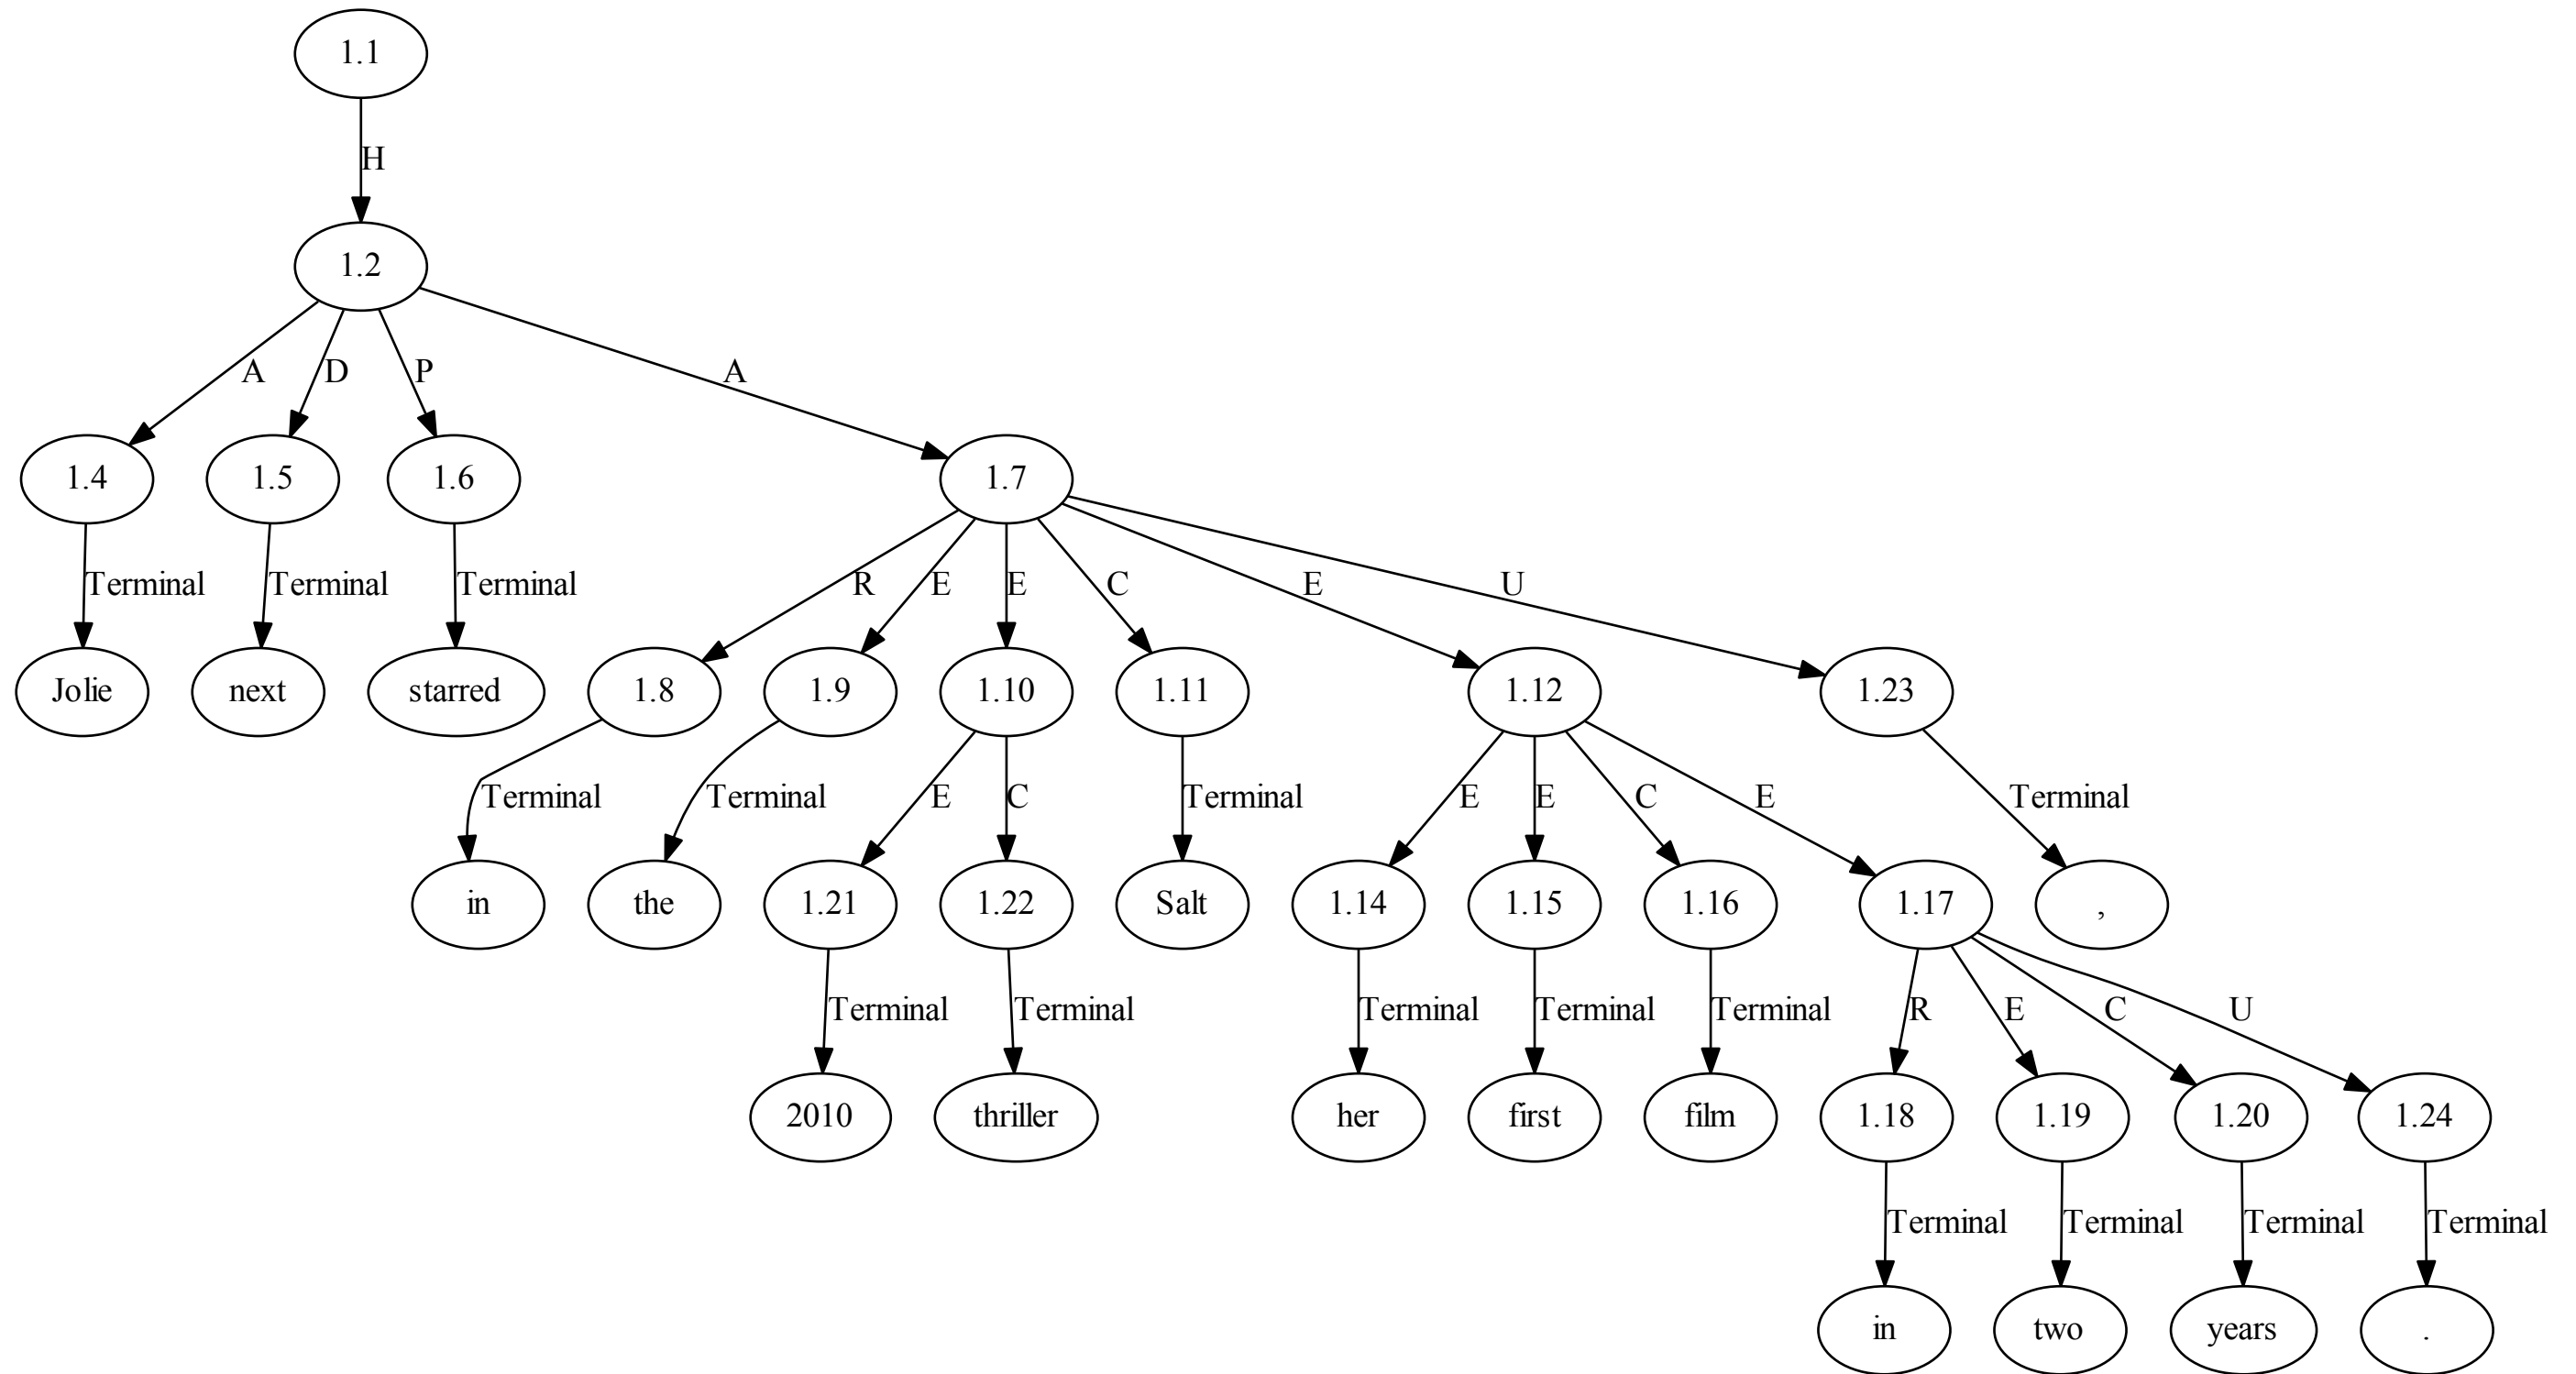 1.1
H
1.2
A D P A
1.4 1.5 1.6 1.7
Terminal Terminal Terminal R E E C E U
Jolie next starred 1.8 1.9 1.10 1.11 1.12 1.23
Terminal Terminal E C Terminal E E C E Terminal
in the 1.21 1.22 Salt 1.14 1.15 1.16 1.17 ,
Terminal Terminal Terminal Terminal Terminal R E C U
2010 thriller her first film 1.18 1.19 1.20 1.24
Terminal Terminal Terminal Terminal
in two years .